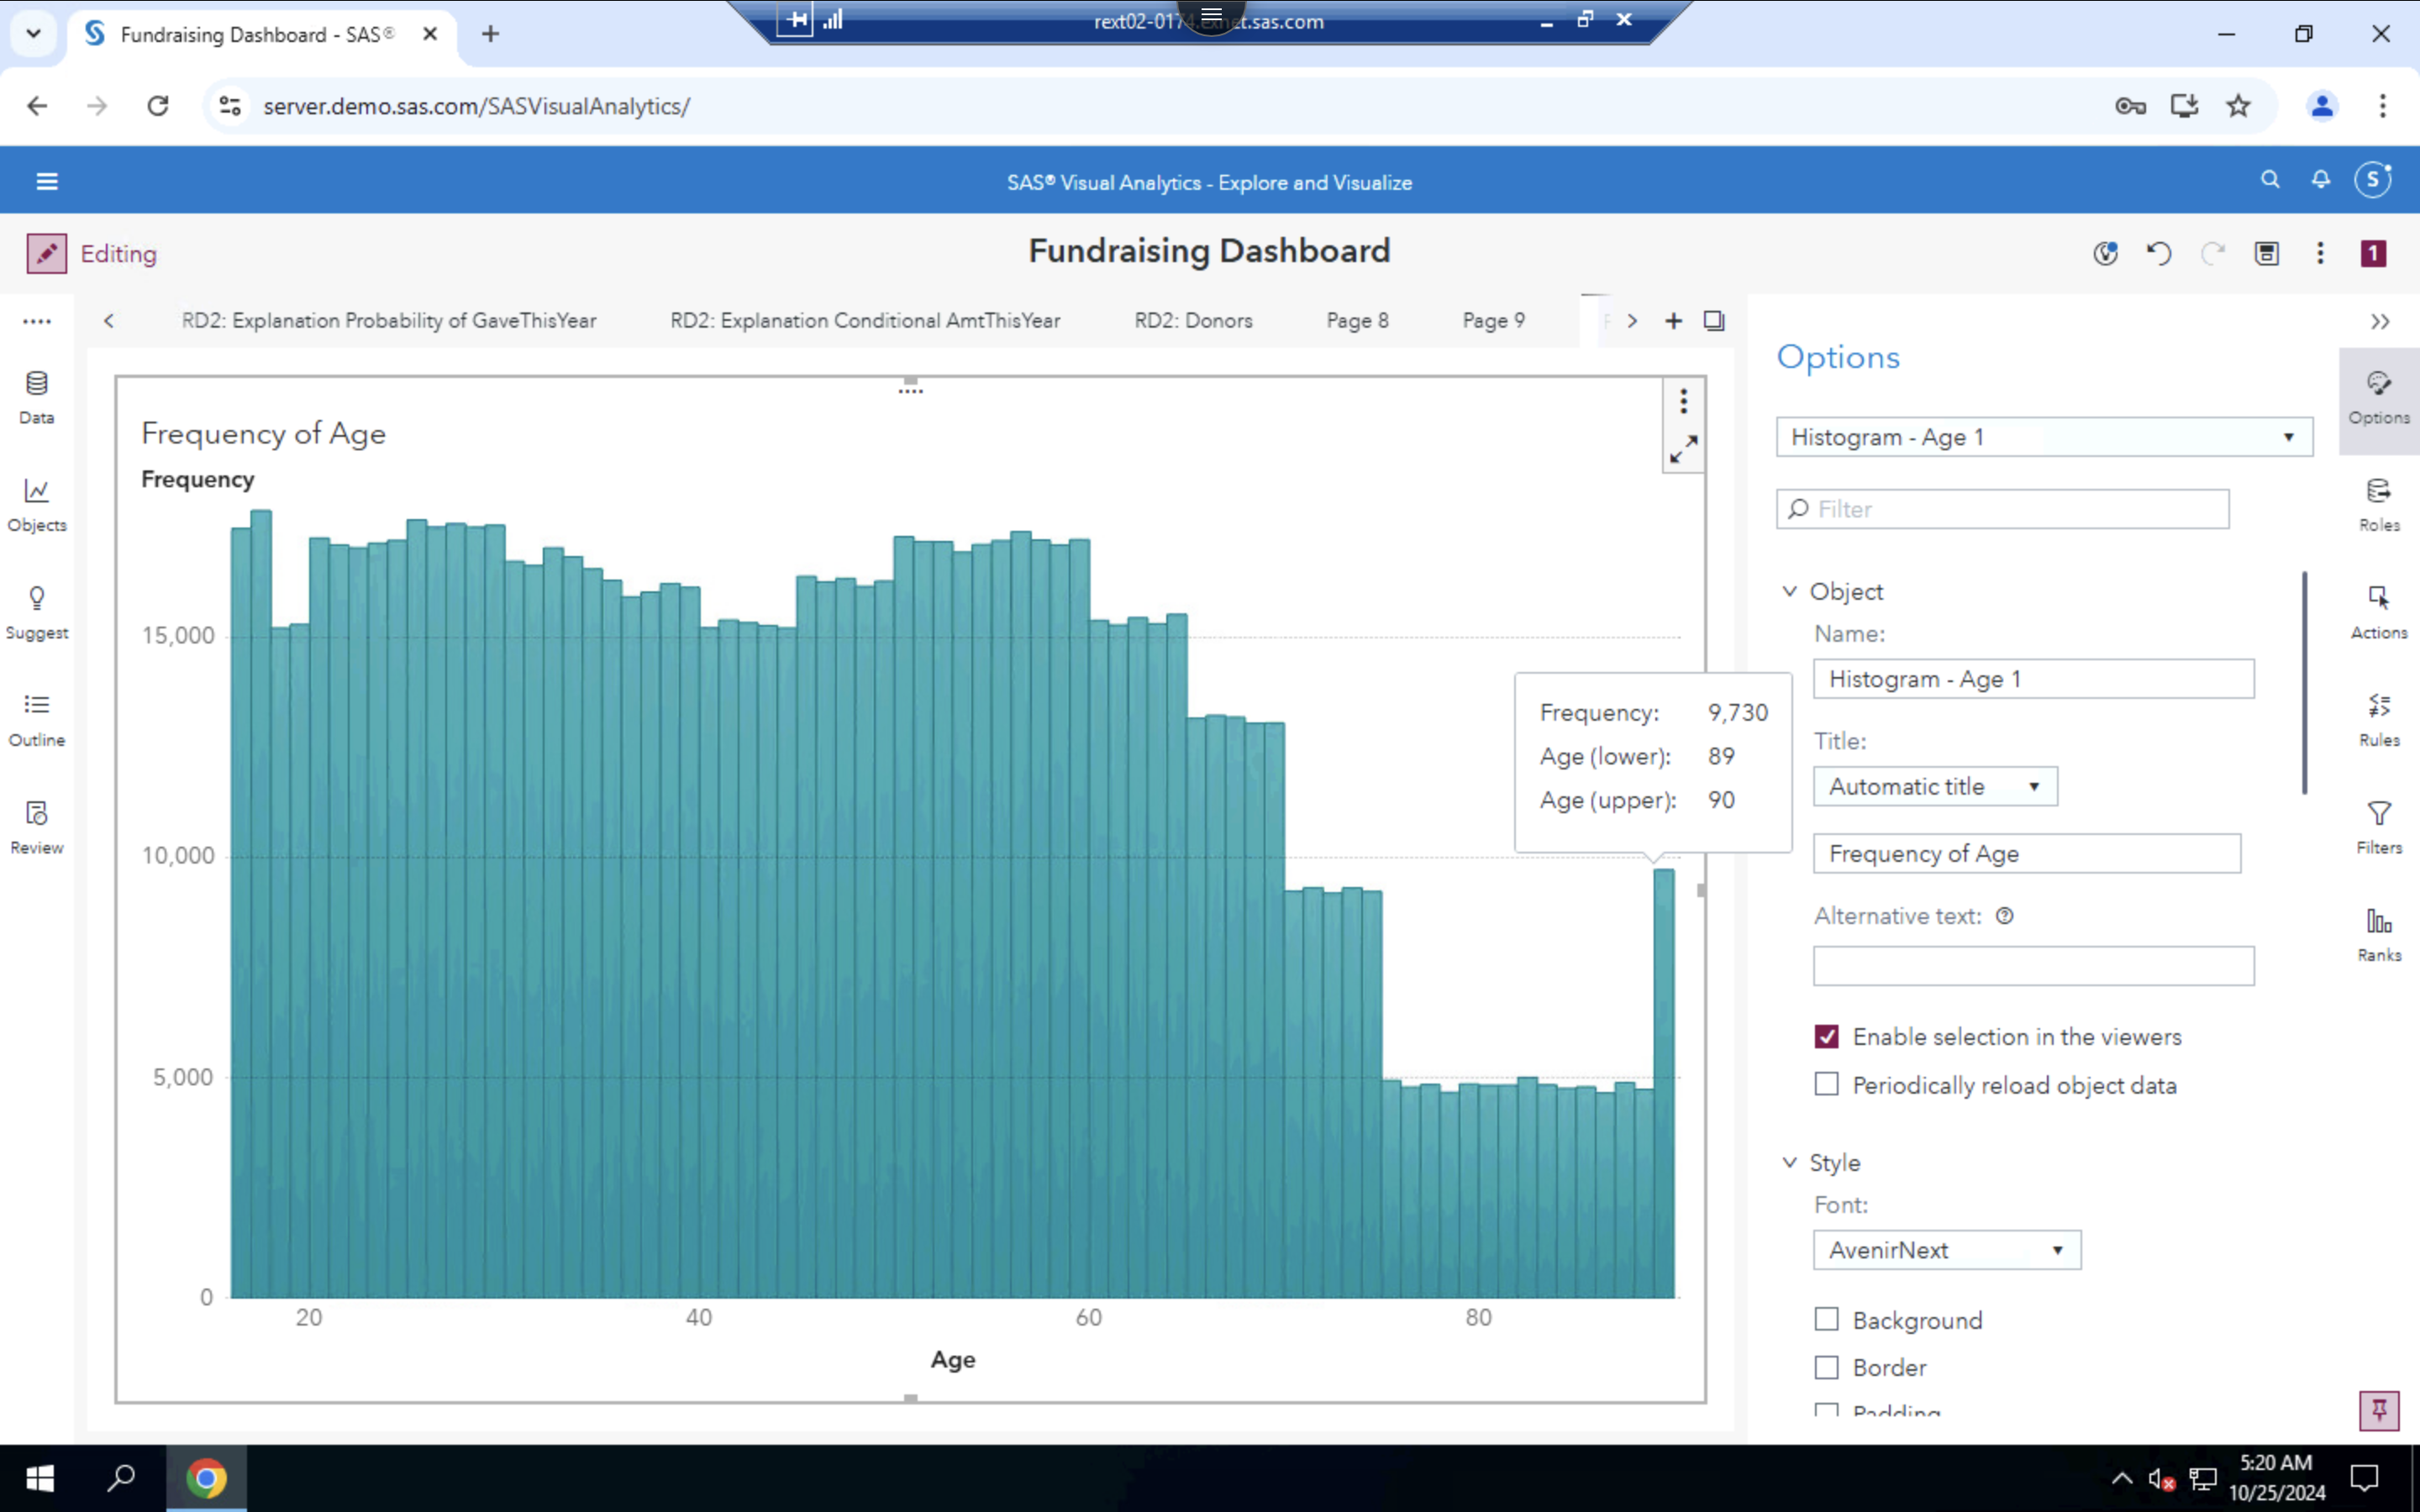 Fundraising Dashboard - SAS®
rext02-0174.exnet.sas.com
server.demo.sas.com/SASVisualAnalytics/
SAS® Visual Analytics - Explore and Visualize
S
Editing
Fundraising Dashboard
1
RD2: Explanation Probability of GaveThisYear
RD2: Explanation Conditional AmtThisYear
RD2: Donors
Page 8
Page 9
Data
Objects
Suggest
Outline
Review
Frequency of Age
Frequency
15,000
10,000
5,000
0
20
40
60
80
Age
Frequency: 9,730
Age (lower): 89
Age (upper): 90
Options
Histogram - Age 1
Filter
Object
Name:
Histogram - Age 1
Title:
Automatic title
Frequency of Age
Alternative text:
Enable selection in the viewers
Periodically reload object data
Style
Font:
AvenirNext
Background
Border
Padding
Options
Roles
Actions
Rules
Filters
Ranks
5:20 AM
10/25/2024